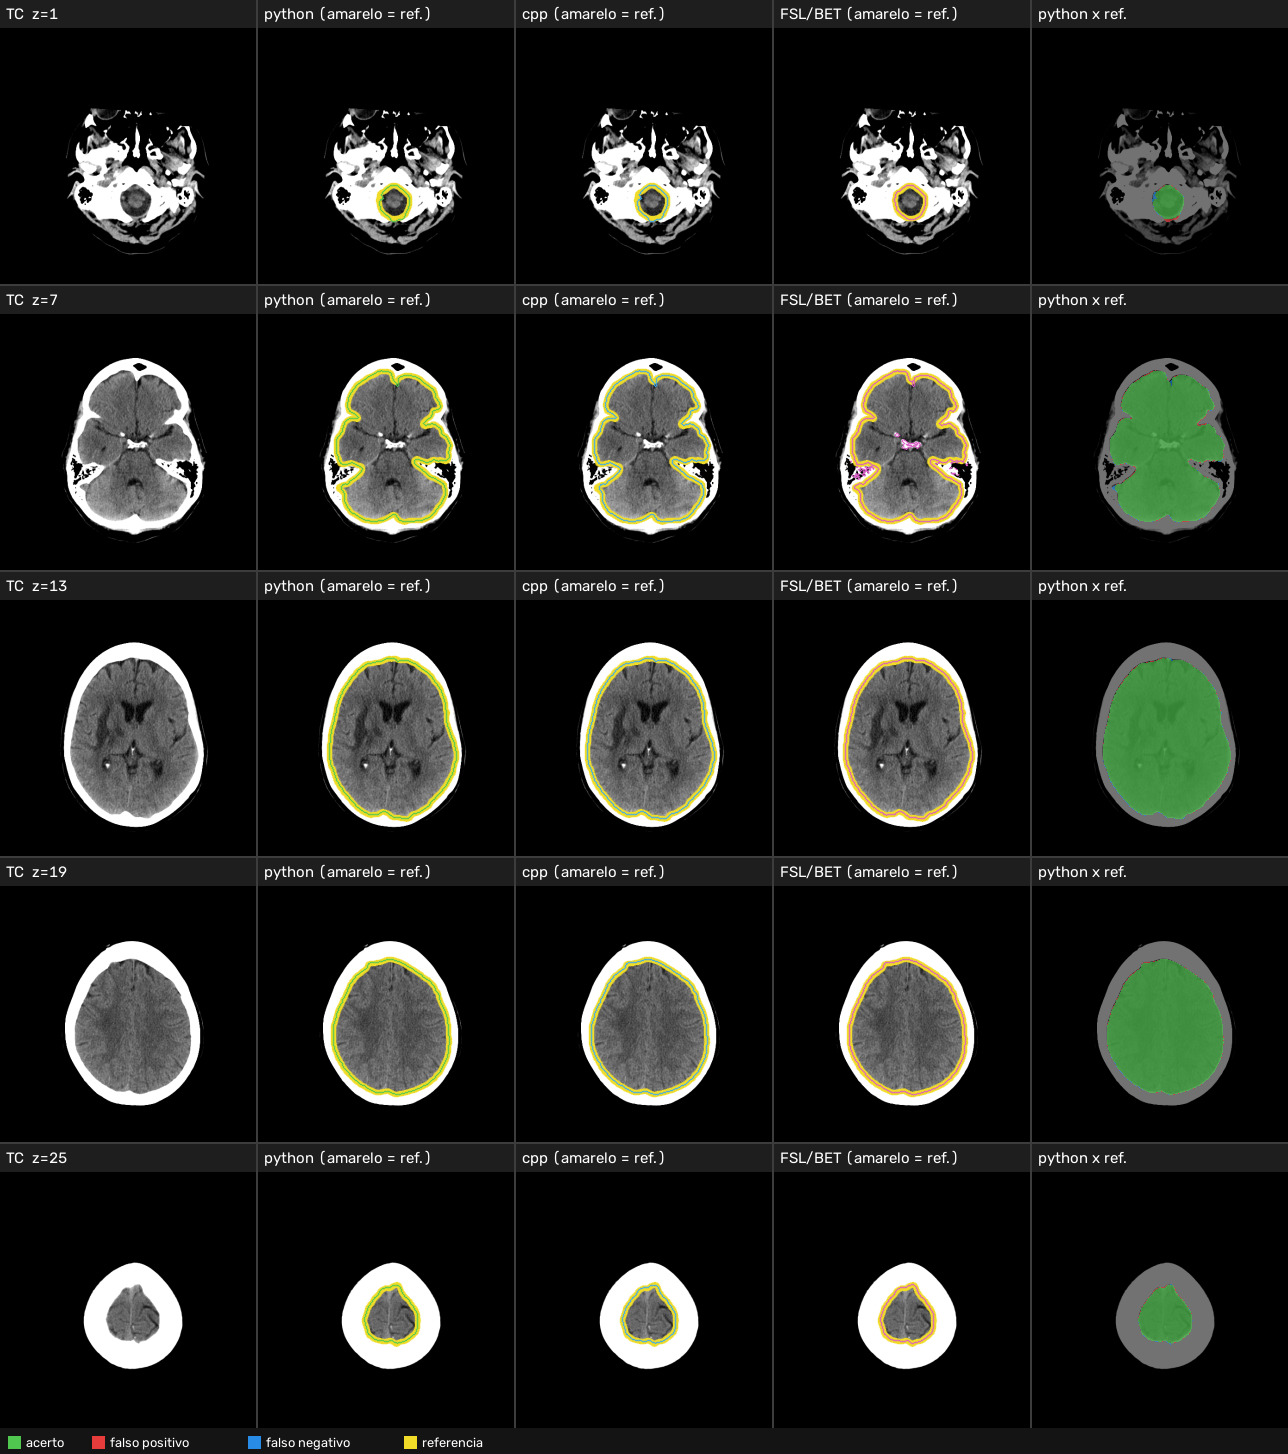 TC z=1 python (amarelo = ref.) cpp (amarelo = ref.) FSL/BET (amarelo = ref.) python x ref.
TC z=7 python (amarelo = ref.) cpp (amarelo = ref.) FSL/BET (amarelo = ref.) python x ref.
TC z=13 python (amarelo = ref.) cpp (amarelo = ref.) FSL/BET (amarelo = ref.) python x ref.
TC z=19 python (amarelo = ref.) cpp (amarelo = ref.) FSL/BET (amarelo = ref.) python x ref.
TC z=25 python (amarelo = ref.) cpp (amarelo = ref.) FSL/BET (amarelo = ref.) python x ref.
acerto falso positivo falso negativo referencia